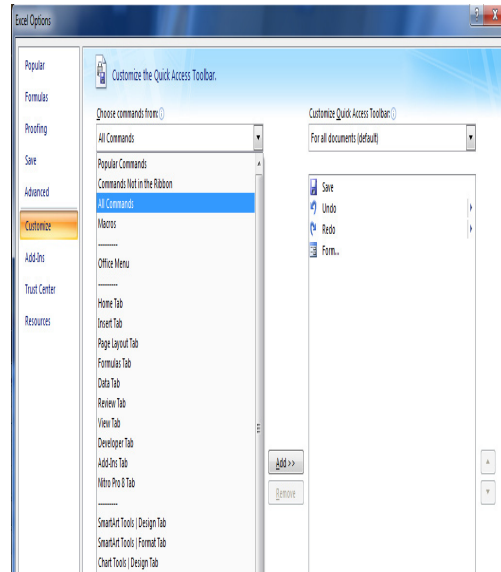 Excel Options
Popular
Formulas
Proofing
Save
Advanced
Customize
Add-Ins
Trust Center
Resources
Customize the Quick Access Toolbar.
Choose commands from:
All Commands
Popular Commands
Commands Not in the Ribbon
All Commands
Macros
----------
Office Menu
----------
Home Tab
Insert Tab
Page Layout Tab
Formulas Tab
Data Tab
Review Tab
View Tab
Developer Tab
Add-Ins Tab
Nitro Pro 8 Tab
----------
SmartArt Tools | Design Tab
SmartArt Tools | Format Tab
Chart Tools | Design Tab
Add >>
Remove
Customize Quick Access Toolbar:
For all documents (default)
Save
Undo
Redo
Form...